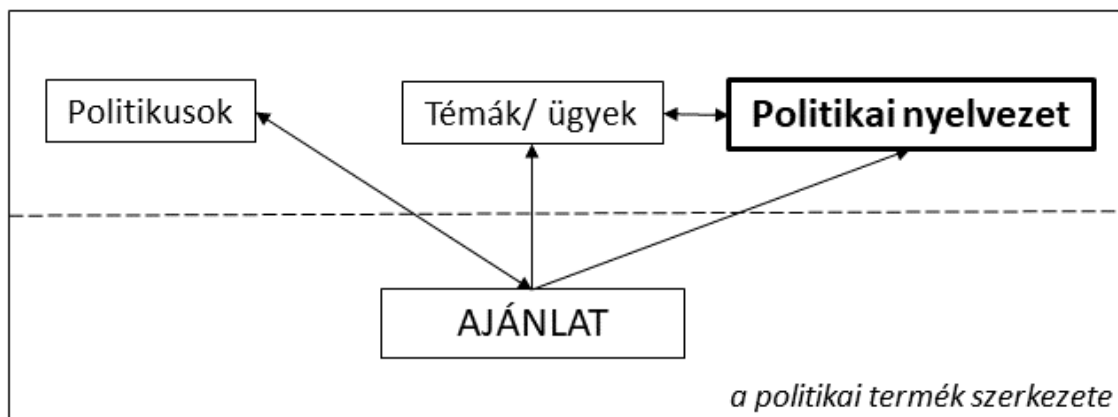 Politikusok
Témák/ ügyek
Politikai nyelvezet
AJÁNLAT
a politikai termék szerkezete